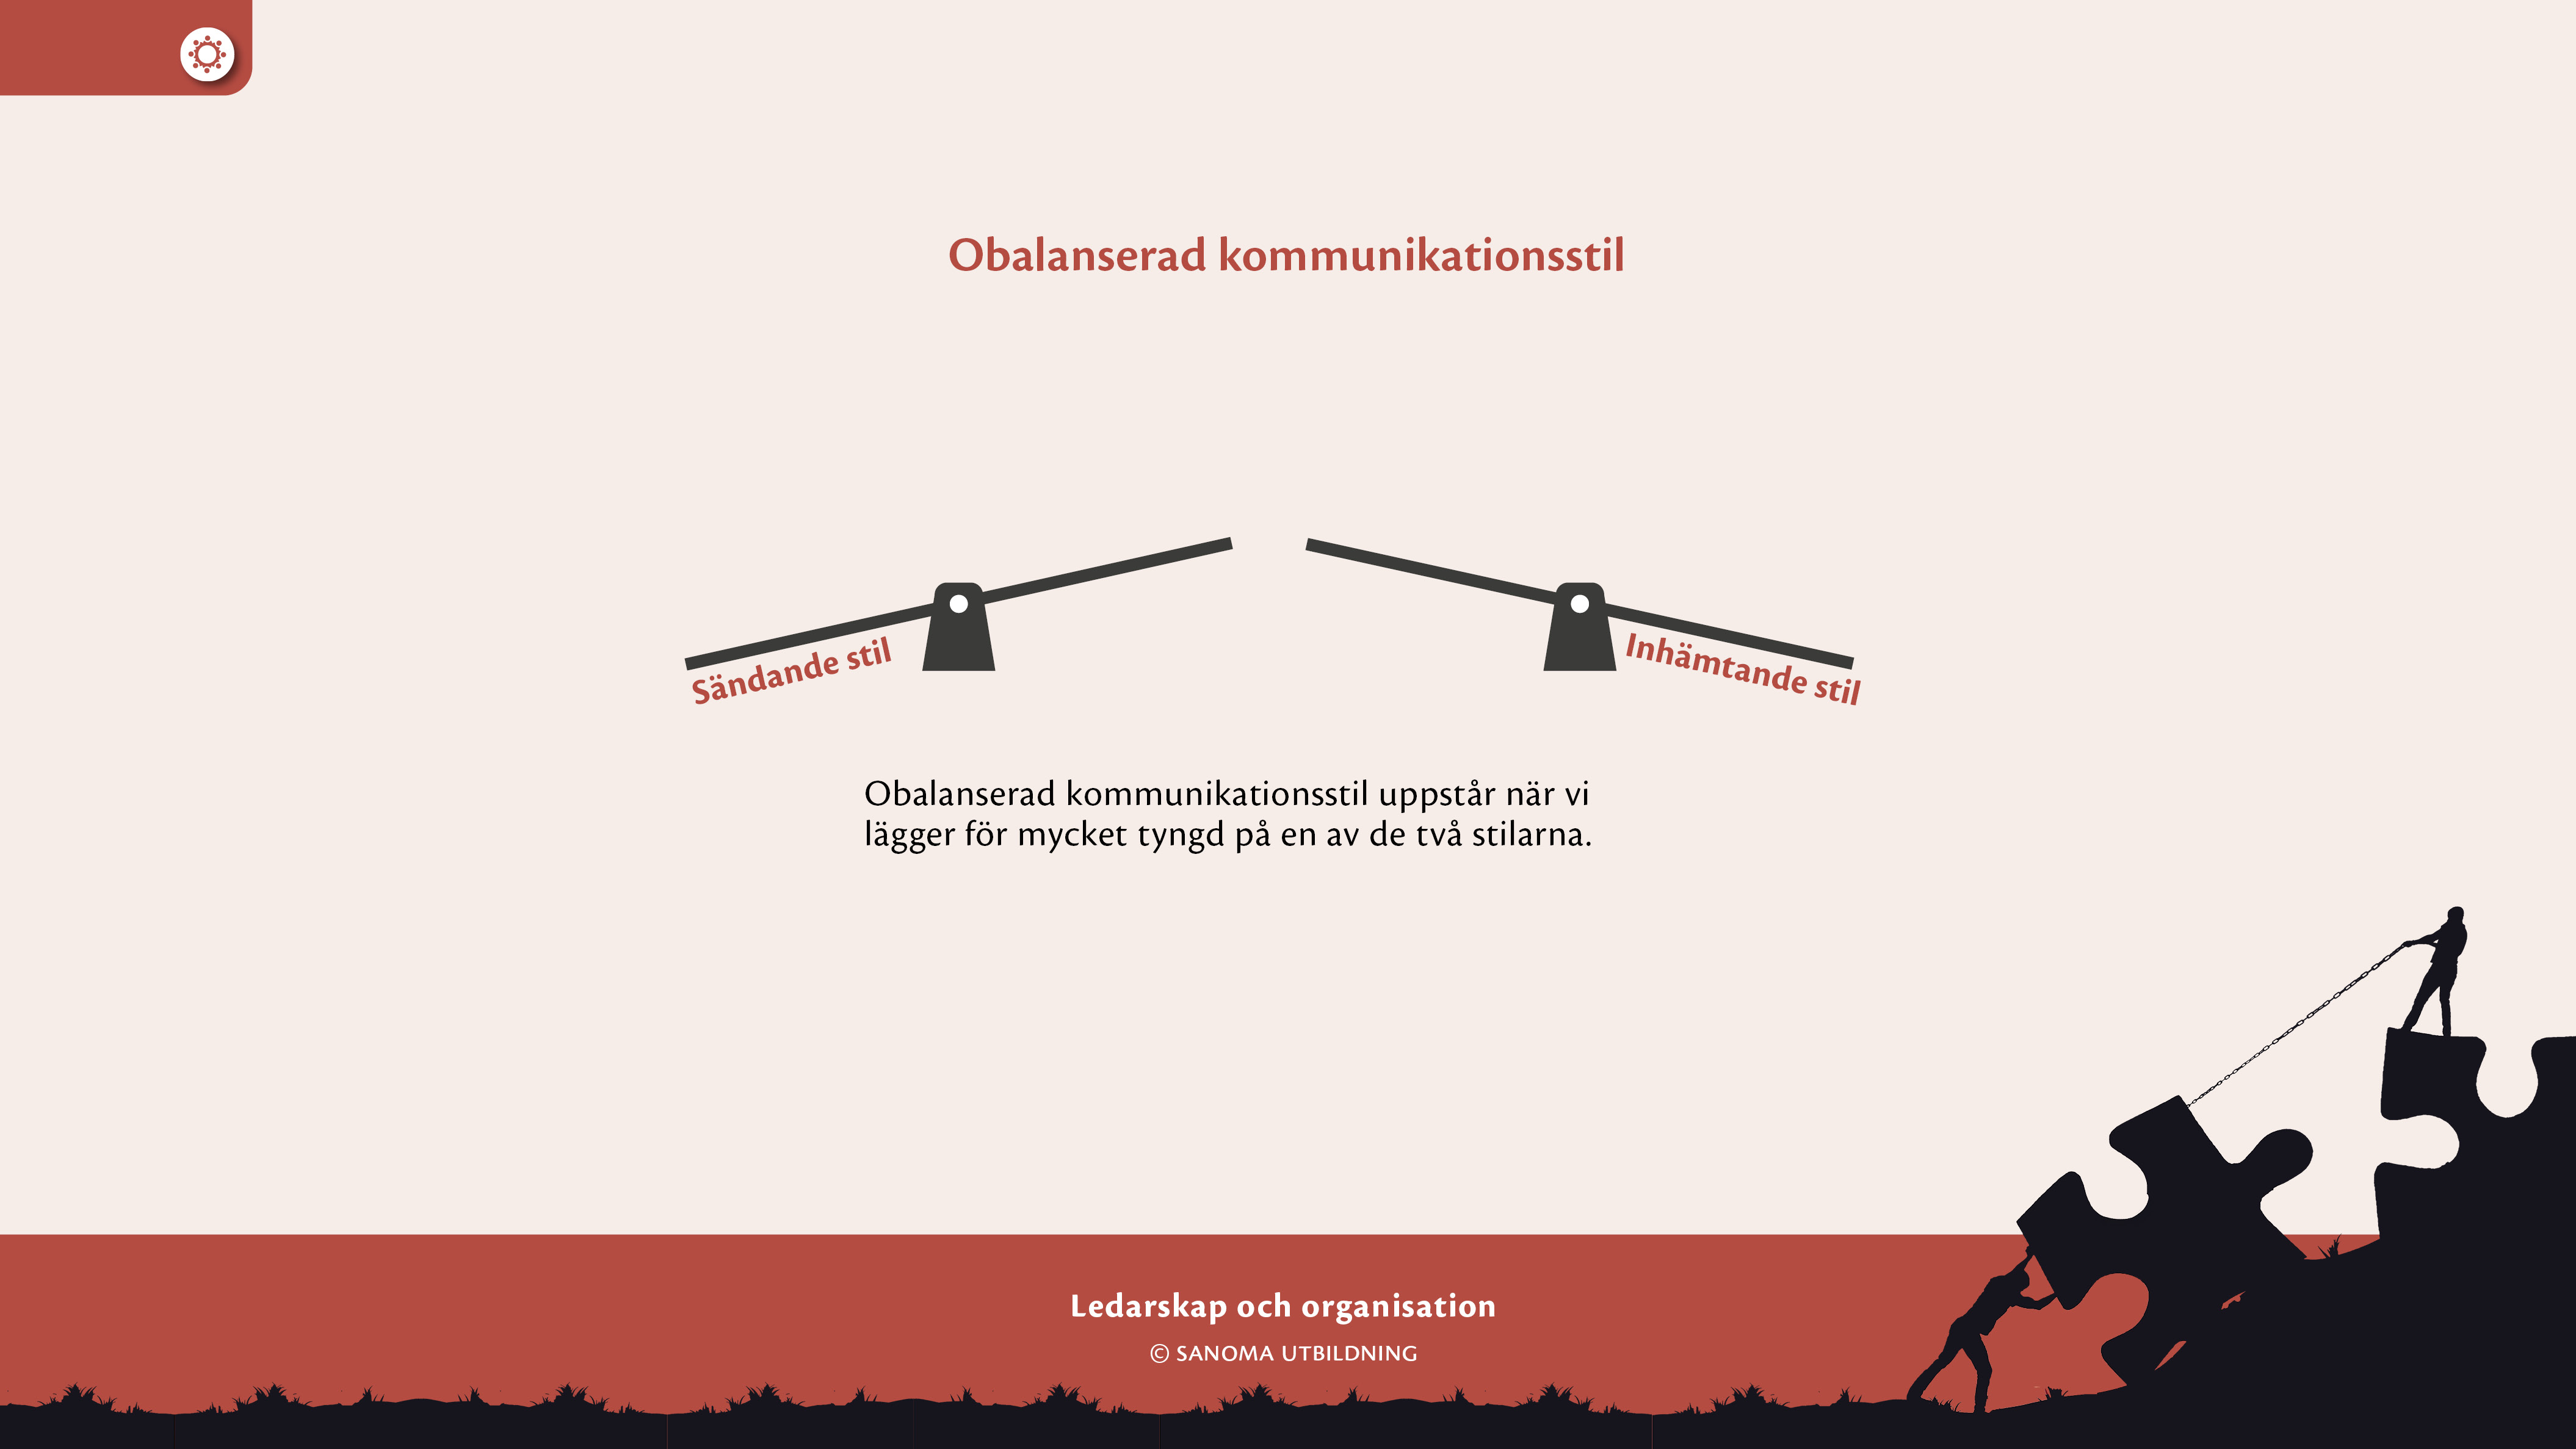 Obalanserad kommunikationsstil
Sändande stil
Inhämtande stil
Obalanserad kommunikationsstil uppstår när vi
lägger för mycket tyngd på en av de två stilarna.
Ledarskap och organisation
© SANOMA UTBILDNING